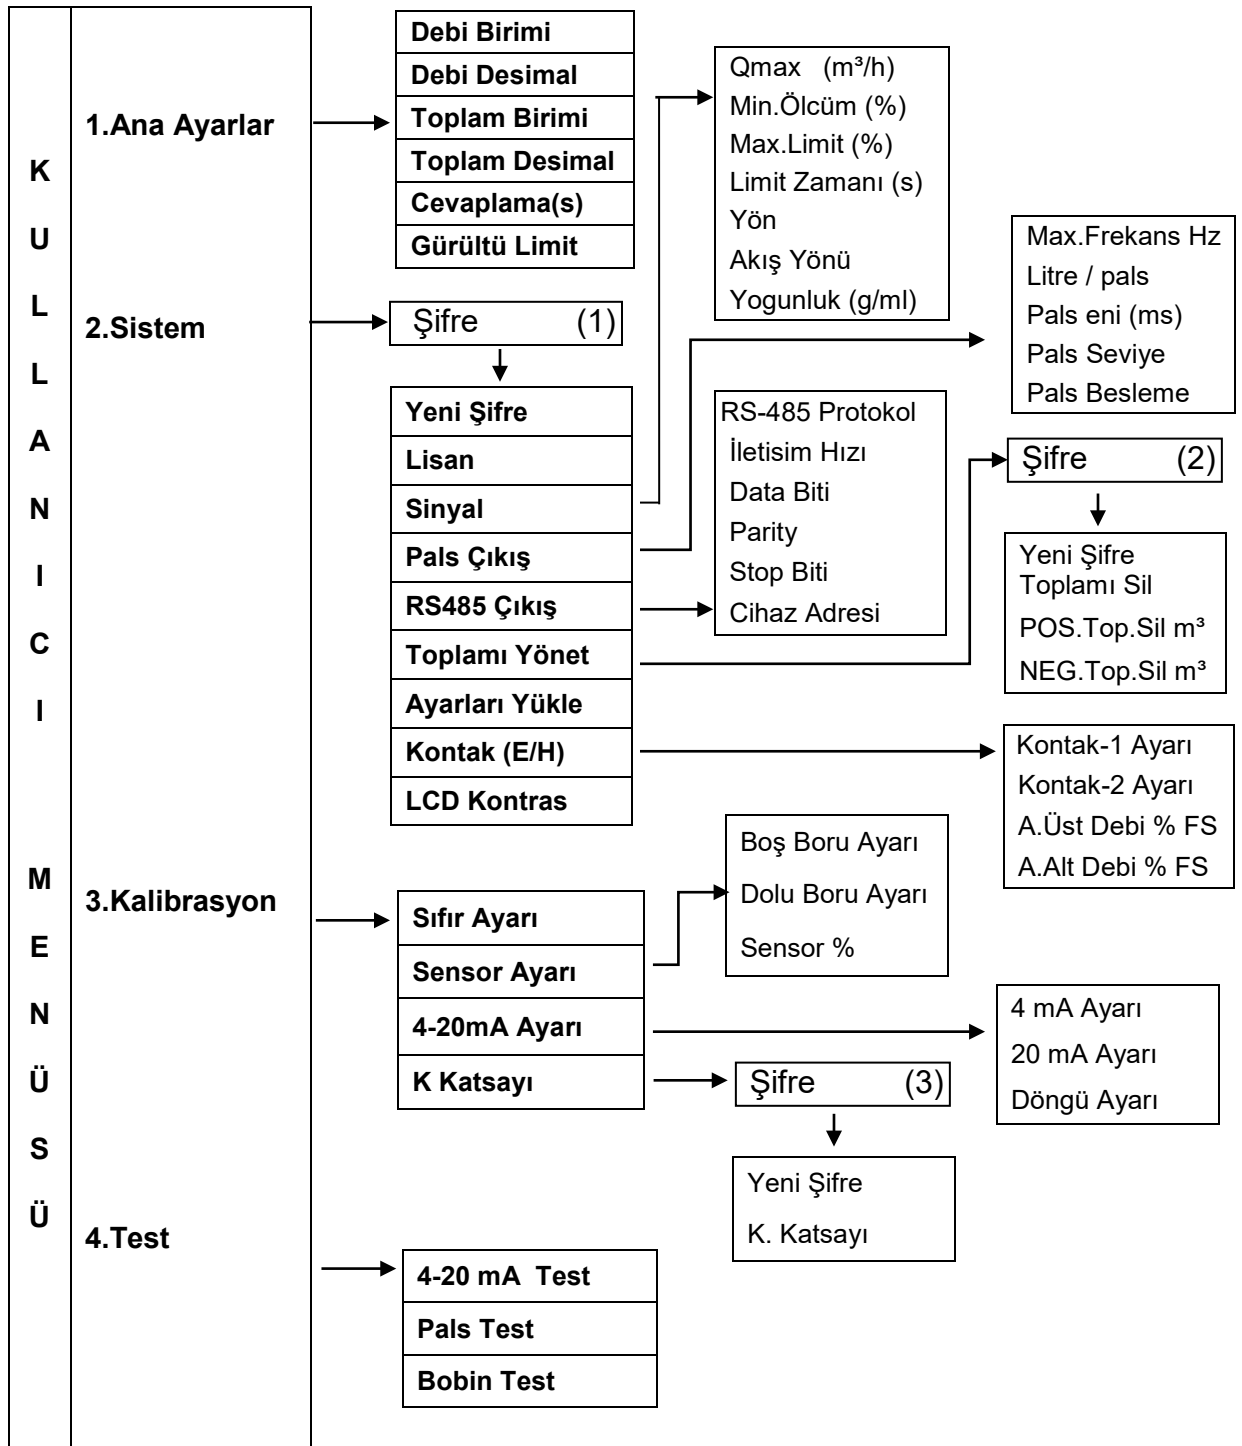 KULLANICI MENÜSÜ
1.Ana Ayarlar
Debi Birimi
Debi Desimal
Toplam Birimi
Toplam Desimal
Cevaplama(s)
Gürültü Limit
2.Sistem
Şifre (1)
Yeni Şifre
Lisan
Sinyal
Pals Çıkış
RS485 Çıkış
Toplamı Yönet
Ayarları Yükle
Kontak (E/H)
LCD Kontras
Qmax (m³/h)
Min.Ölcüm (%)
Max.Limit (%)
Limit Zamanı (s)
Yön
Akış Yönü
Yogunluk (g/ml)
Max.Frekans Hz
Litre / pals
Pals eni (ms)
Pals Seviye
Pals Besleme
RS-485 Protokol
İletisim Hızı
Data Biti
Parity
Stop Biti
Cihaz Adresi
Şifre (2)
Yeni Şifre
Toplamı Sil
POS.Top.Sil m³
NEG.Top.Sil m³
Kontak-1 Ayarı
Kontak-2 Ayarı
A.Üst Debi % FS
A.Alt Debi % FS
3.Kalibrasyon
Sıfır Ayarı
Sensor Ayarı
4-20mA Ayarı
K Katsayı
Boş Boru Ayarı
Dolu Boru Ayarı
Sensor %
4 mA Ayarı
20 mA Ayarı
Döngü Ayarı
Şifre (3)
Yeni Şifre
K. Katsayı
4.Test
4-20 mA Test
Pals Test
Bobin Test